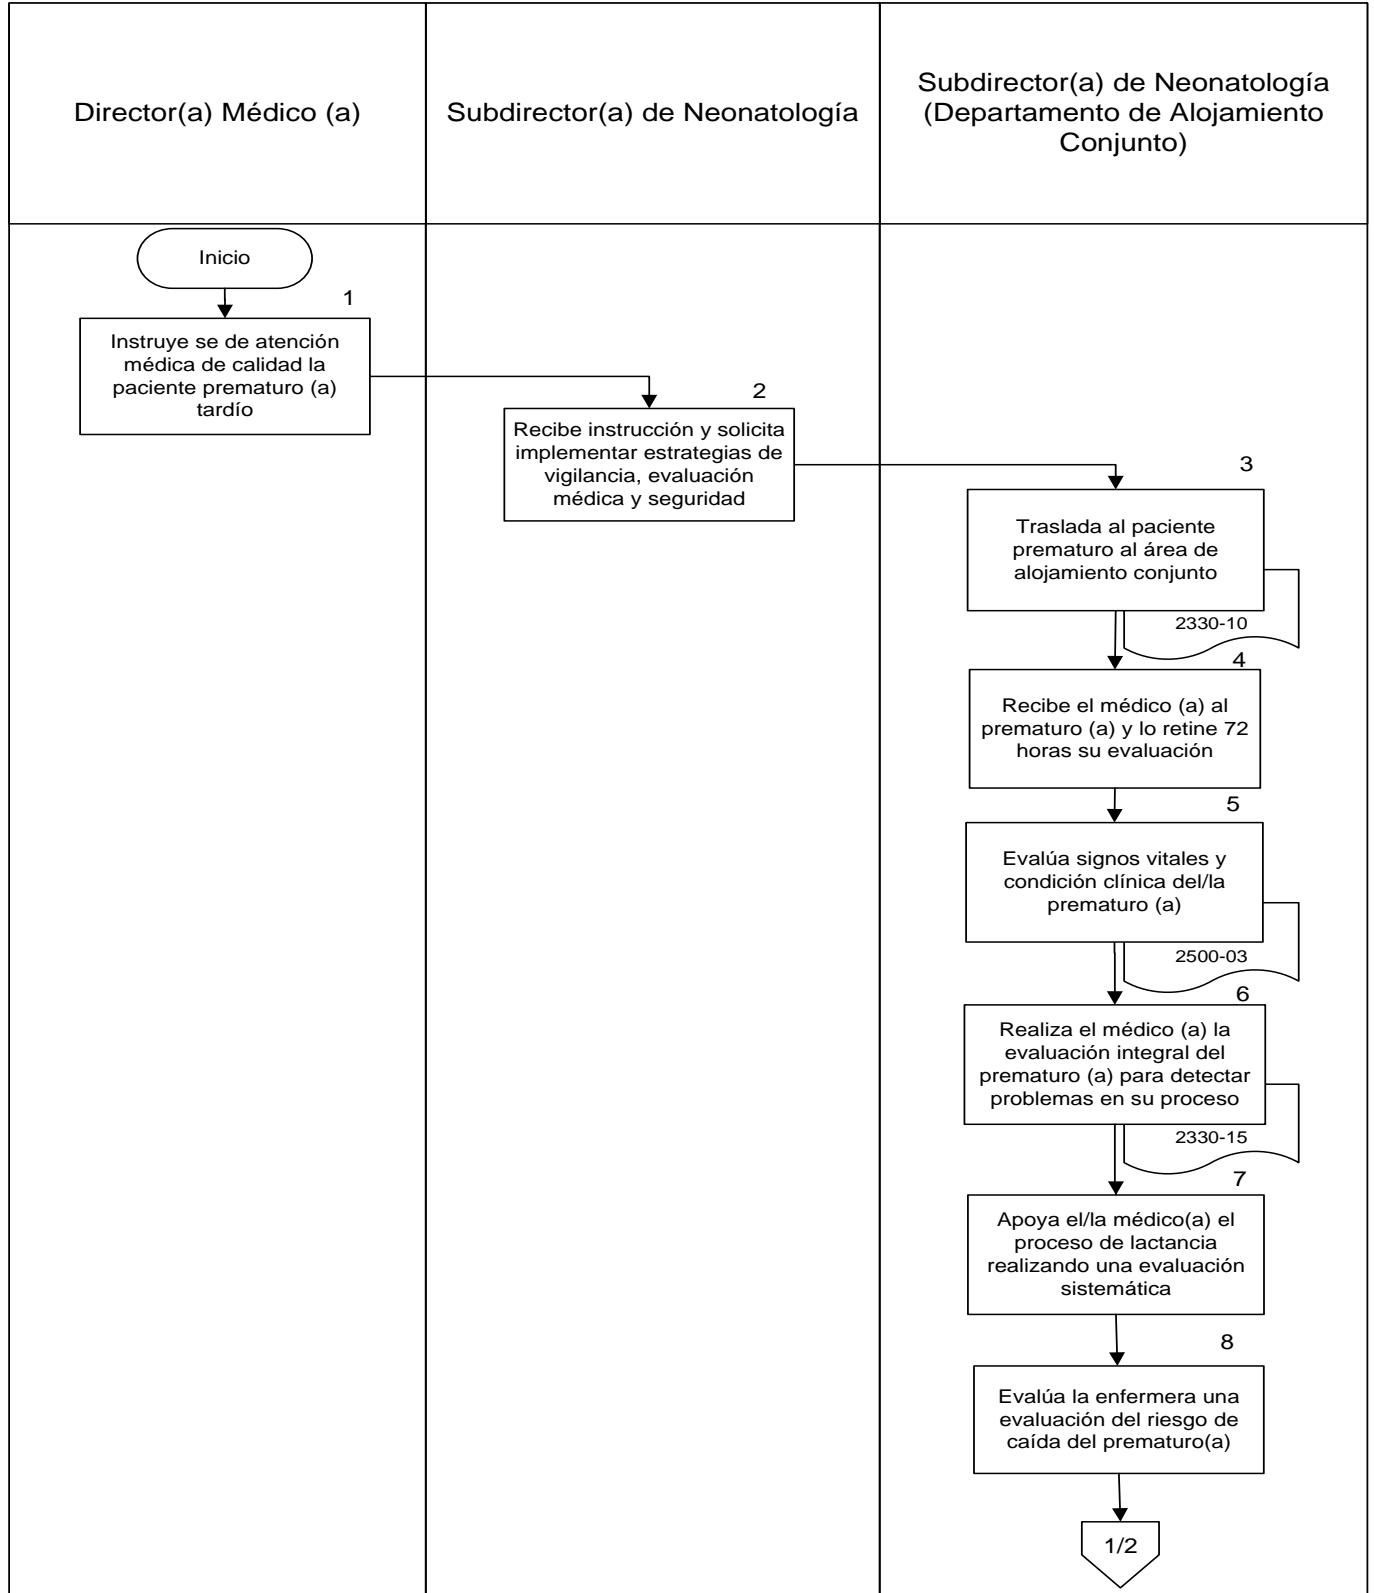 Director(a) Médico (a)
Subdirector(a) de Neonatología
Subdirector(a) de Neonatología
(Departamento de Alojamiento
Conjunto)
Inicio
1
Instruye se de atención
médica de calidad la
paciente prematuro (a)
tardío
2
Recibe instrucción y solicita
implementar estrategias de
vigilancia, evaluación
médica y seguridad
3
Traslada al paciente
prematuro al área de
alojamiento conjunto
2330-10
4
Recibe el médico (a) al
prematuro (a) y lo retine 72
horas su evaluación
5
Evalúa signos vitales y
condición clínica del/la
prematuro (a)
2500-03
6
Realiza el médico (a) la
evaluación integral del
prematuro (a) para detectar
problemas en su proceso
2330-15
7
Apoya el/la médico(a) el
proceso de lactancia
realizando una evaluación
sistemática
8
Evalúa la enfermera una
evaluación del riesgo de
caída del prematuro(a)
1/2